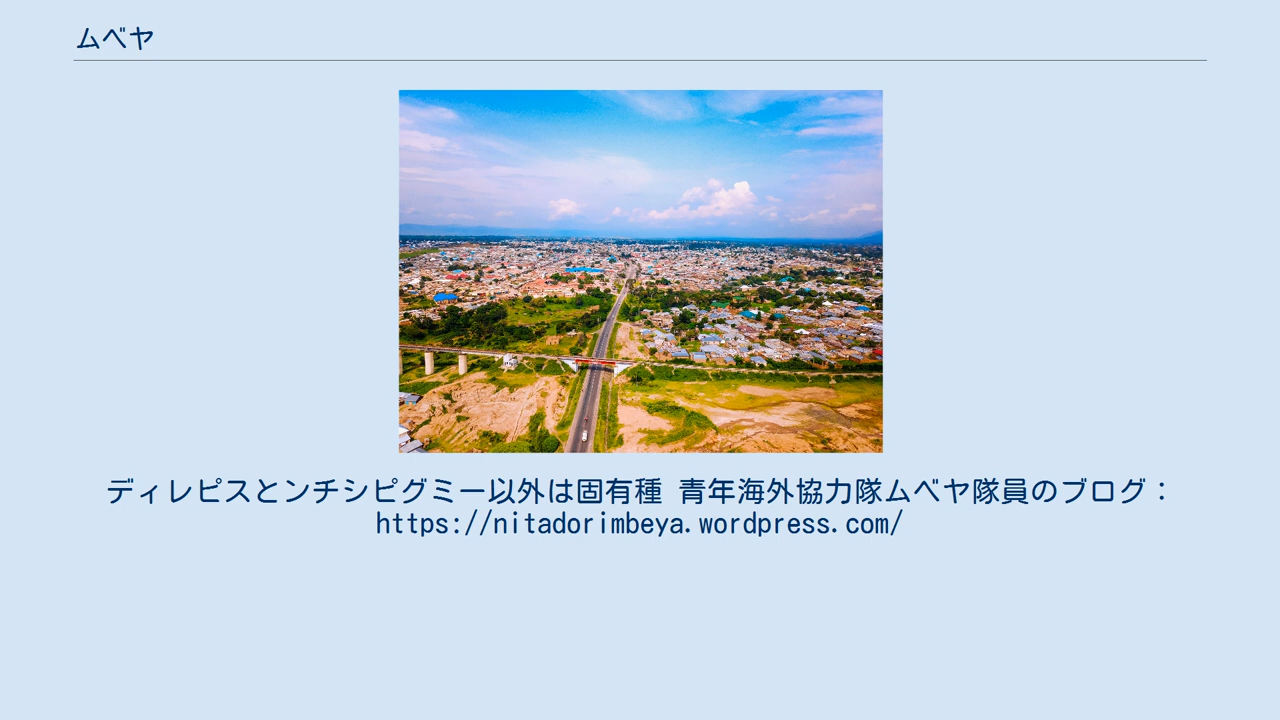 ムベヤ
ディレピスとンチシピグミー以外は固有種 青年海外協力隊ムベヤ隊員のブログ：
https://nitadorimbeya.wordpress.com/